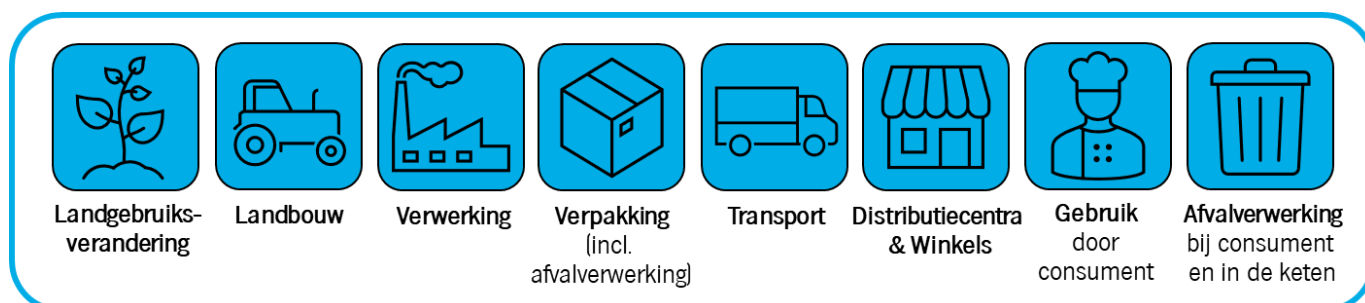 Landgebruiks-
verandering
Landbouw
Verwerking
Verpakking
(incl.
afvalverwerking)
Transport
Distributiecentra
& Winkels
Gebruik
door
consument
Afvalverwerking
bij consument
en in de keten